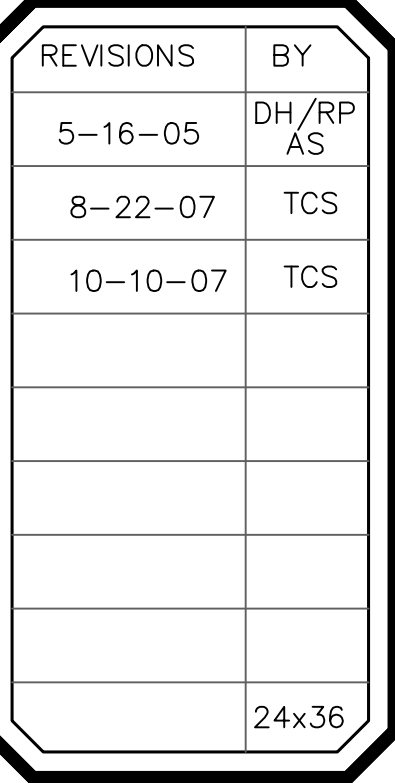 REVISIONS BY
5-16-05 DH/RP
AS
8-22-07 TCS
10-10-07 TCS
24x36